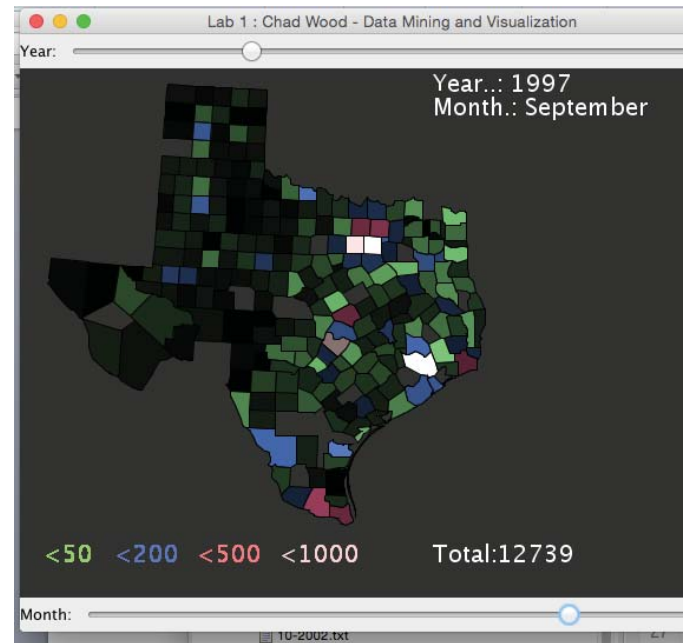 Lab 1 : Chad Wood - Data Mining and Visualization
Year:
Year..: 1997
Month.: September
<50 <200 <500 <1000 Total:12739
Month:
10-2002.txt
27